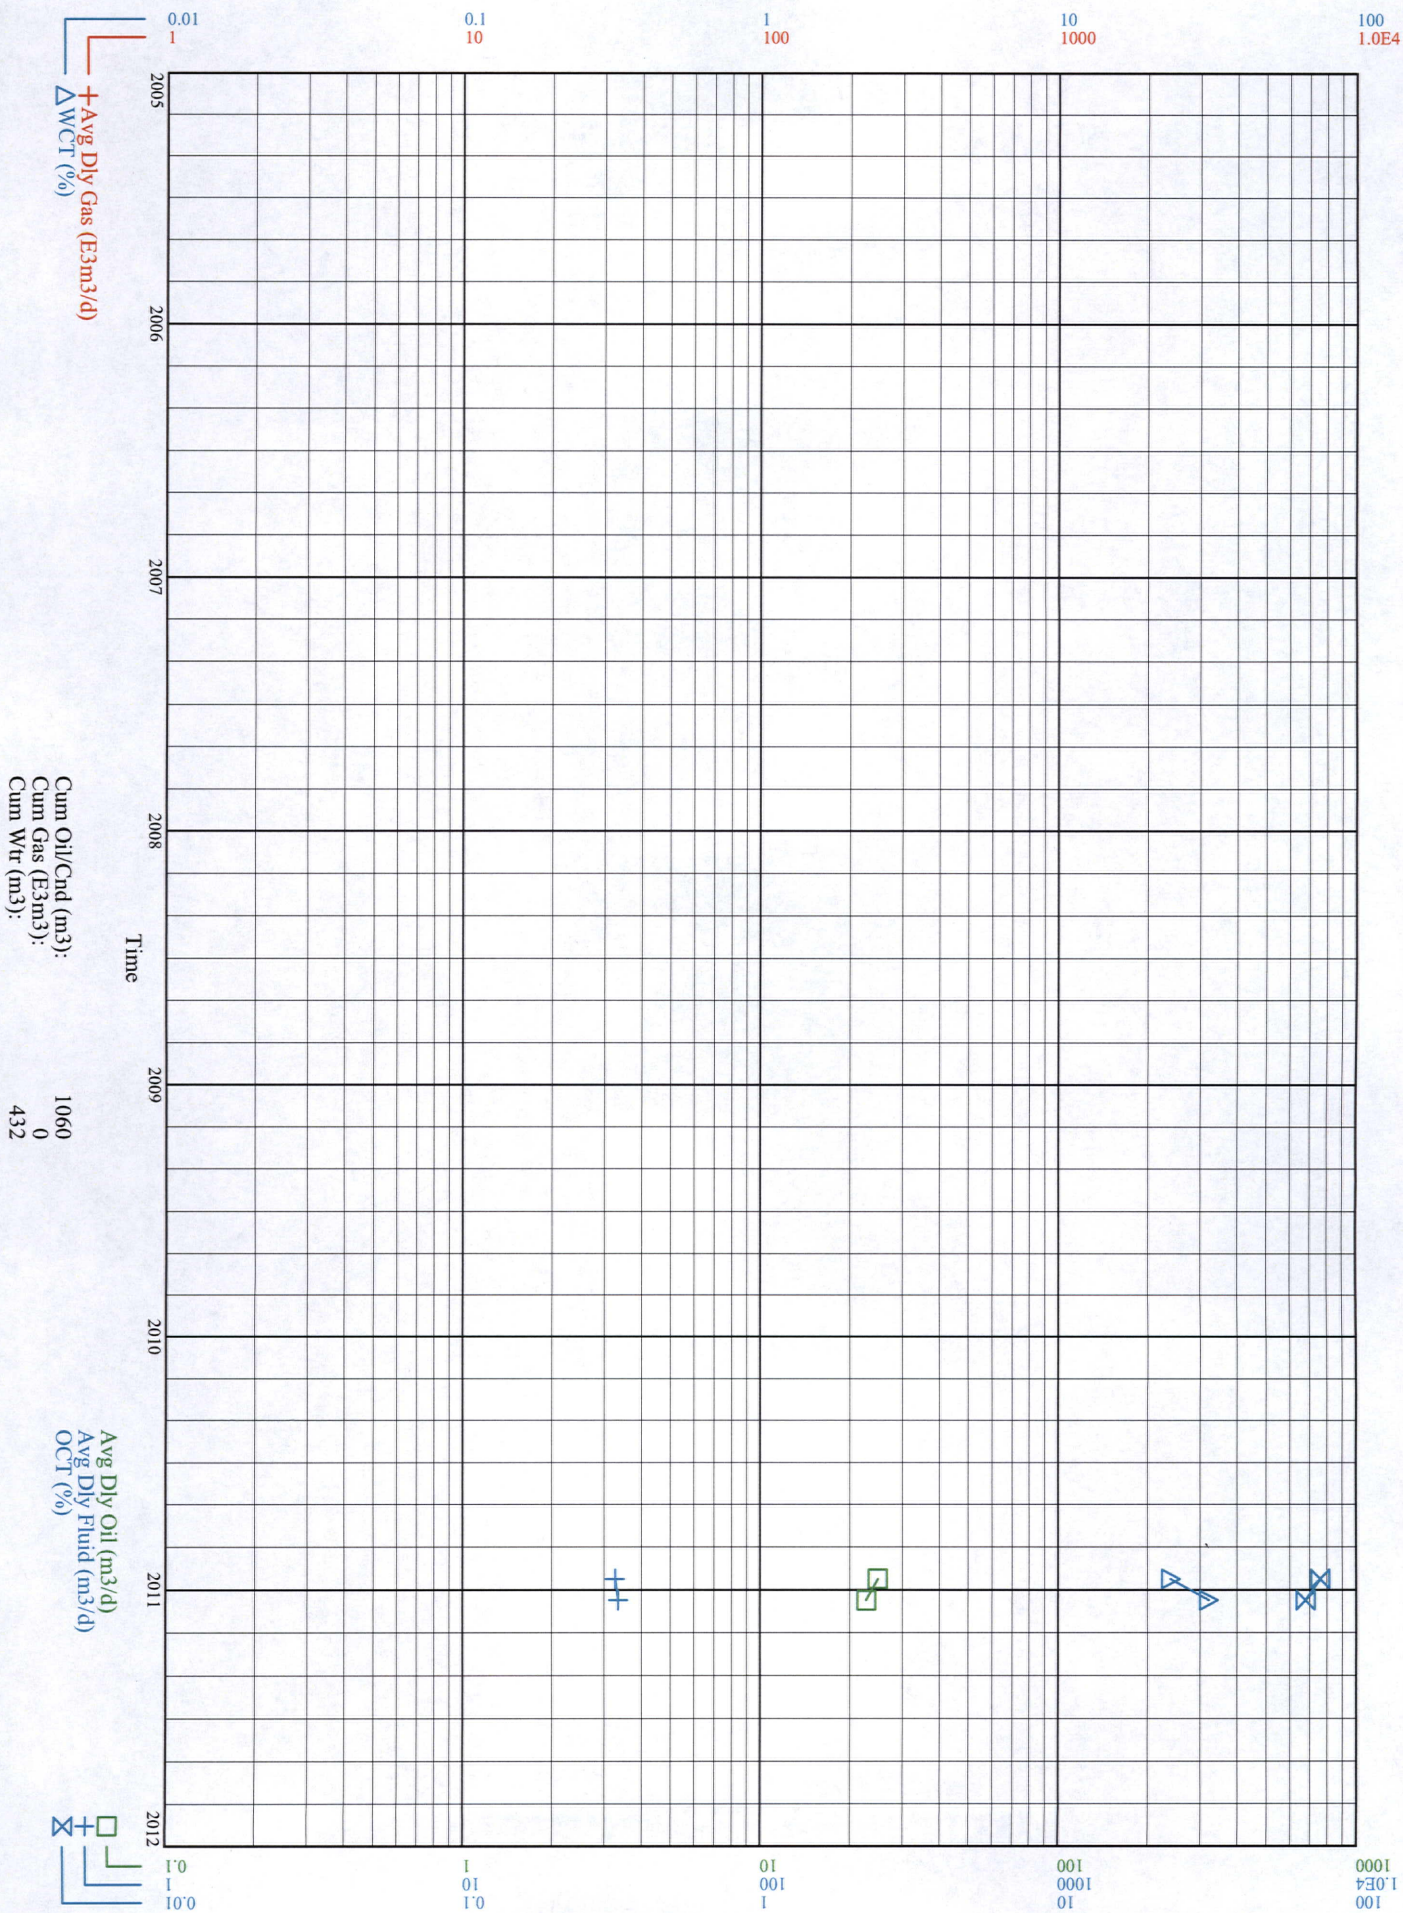 0.01 0.1 1 10 100
1 10 100 1000 1.0E4
+ Avg Dly Gas (E3m3/d)
△ WCT (%)
2005 2006 2007 2008 2009 2010 2011 2012
Time
Cum Oil/Cnd (m3): 1060
Cum Gas (E3m3): 0
Cum Wtr (m3): 432
Avg Dly Oil (m3/d)
Avg Dly Fluid (m3/d)
OCT (%)
0.1 1 10 100 1000
1 10 100 1000 1.0E4
0.01 0.1 1 10 100